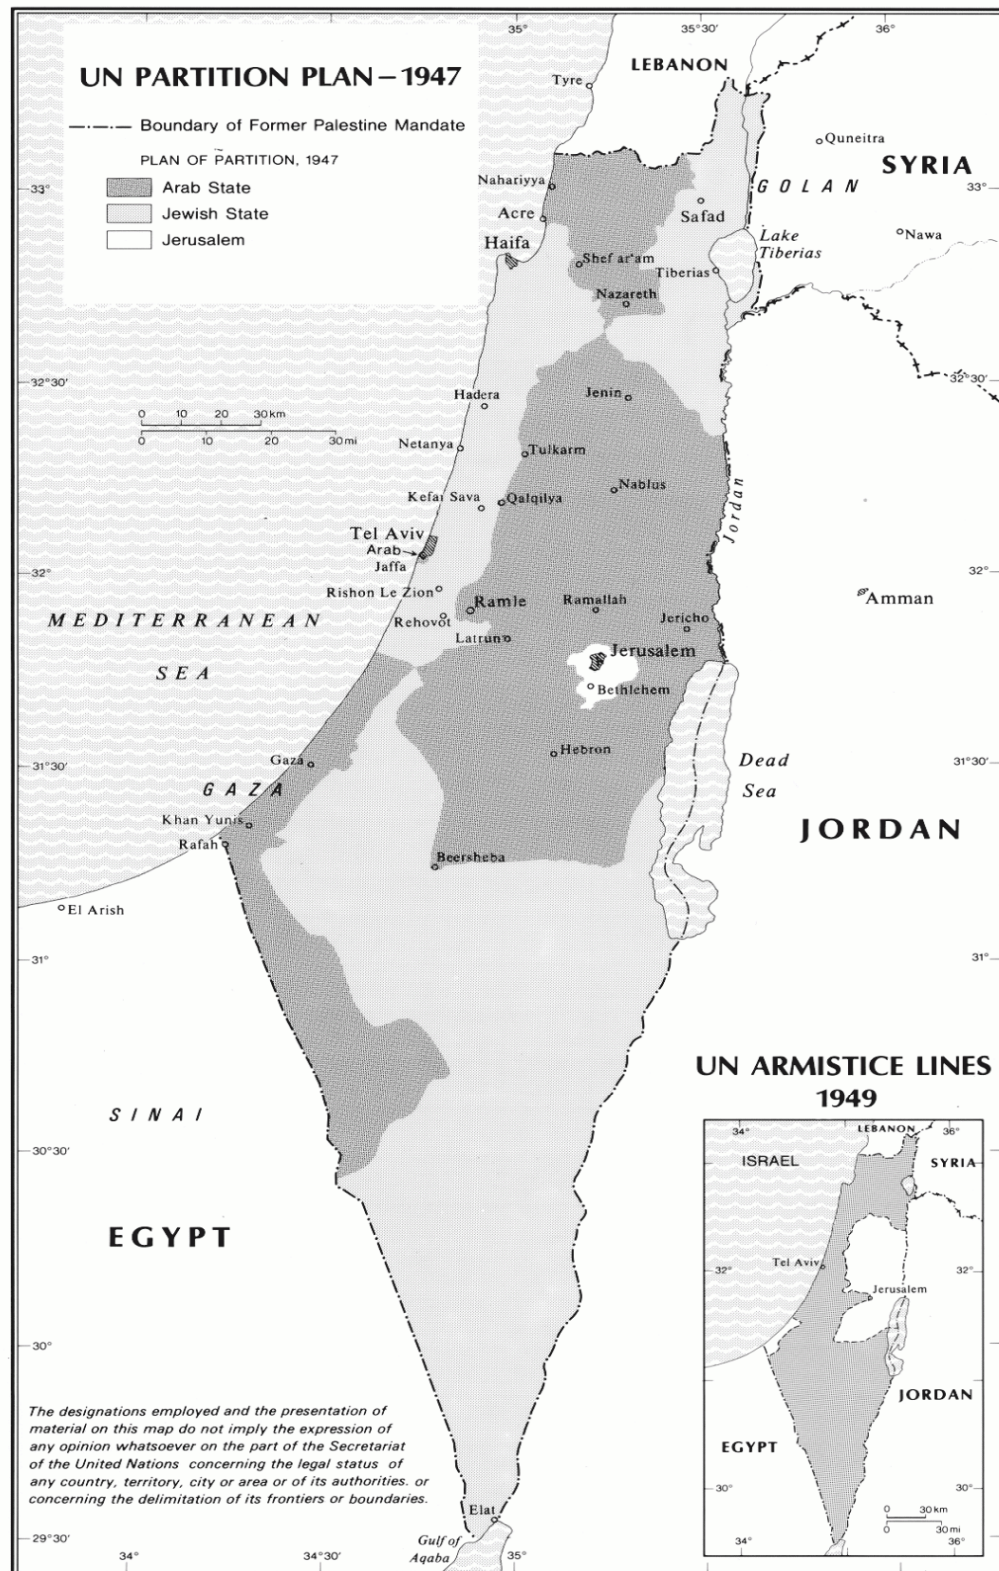 35°
35°30'
36°
LEBANON
UN PARTITION PLAN – 1947
Tyre
Boundary of Former Palestine Mandate
Quneitra
PLAN OF PARTITION, 1947
SYRIA
Arab State
Jewish State
Jerusalem
33°
Nahariyya
GOLAN
33°
Acre
Safad
Haifa
Lake
Tiberias
Nawa
Shef ar'am
Tiberias
Nazareth
32°30'
32°30'
Hadera
Jenin
0 10 20 30 km
0 10 20 30 mi
Netanya
Tulkarm
Nablus
Kefar Sava
Qalqilya
Jordan
Tel Aviv
Arab
Jaffa
32°
32°
Rishon Le Zion
Ramle
Ramallah
Amman
MEDITERRANEAN
SEA
Rehovot
Jericho
Latrun
Jerusalem
Bethlehem
Hebron
Dead
Sea
31°30'
31°30'
Gaza
GAZA
Khan Yunis
Rafah
JORDAN
Beersheba
El Arish
31°
31°
UN ARMISTICE LINES
1949
SINAI
30°30'
34°
LEBANON
36°
ISRAEL
SYRIA
EGYPT
Tel Aviv
32°
32°
Jerusalem
30°
JORDAN
EGYPT
30°
30°
0 30 km
0 30 mi
34°
36°
The designations employed and the presentation of
material on this map do not imply the expression of
any opinion whatsoever on the part of the Secretariat
of the United Nations concerning the legal status of
any country, territory, city or area or of its authorities. or
concerning the delimitation of its frontiers or boundaries.
Elat
29°30'
Gulf of
Aqaba
34°
34°30'
35°